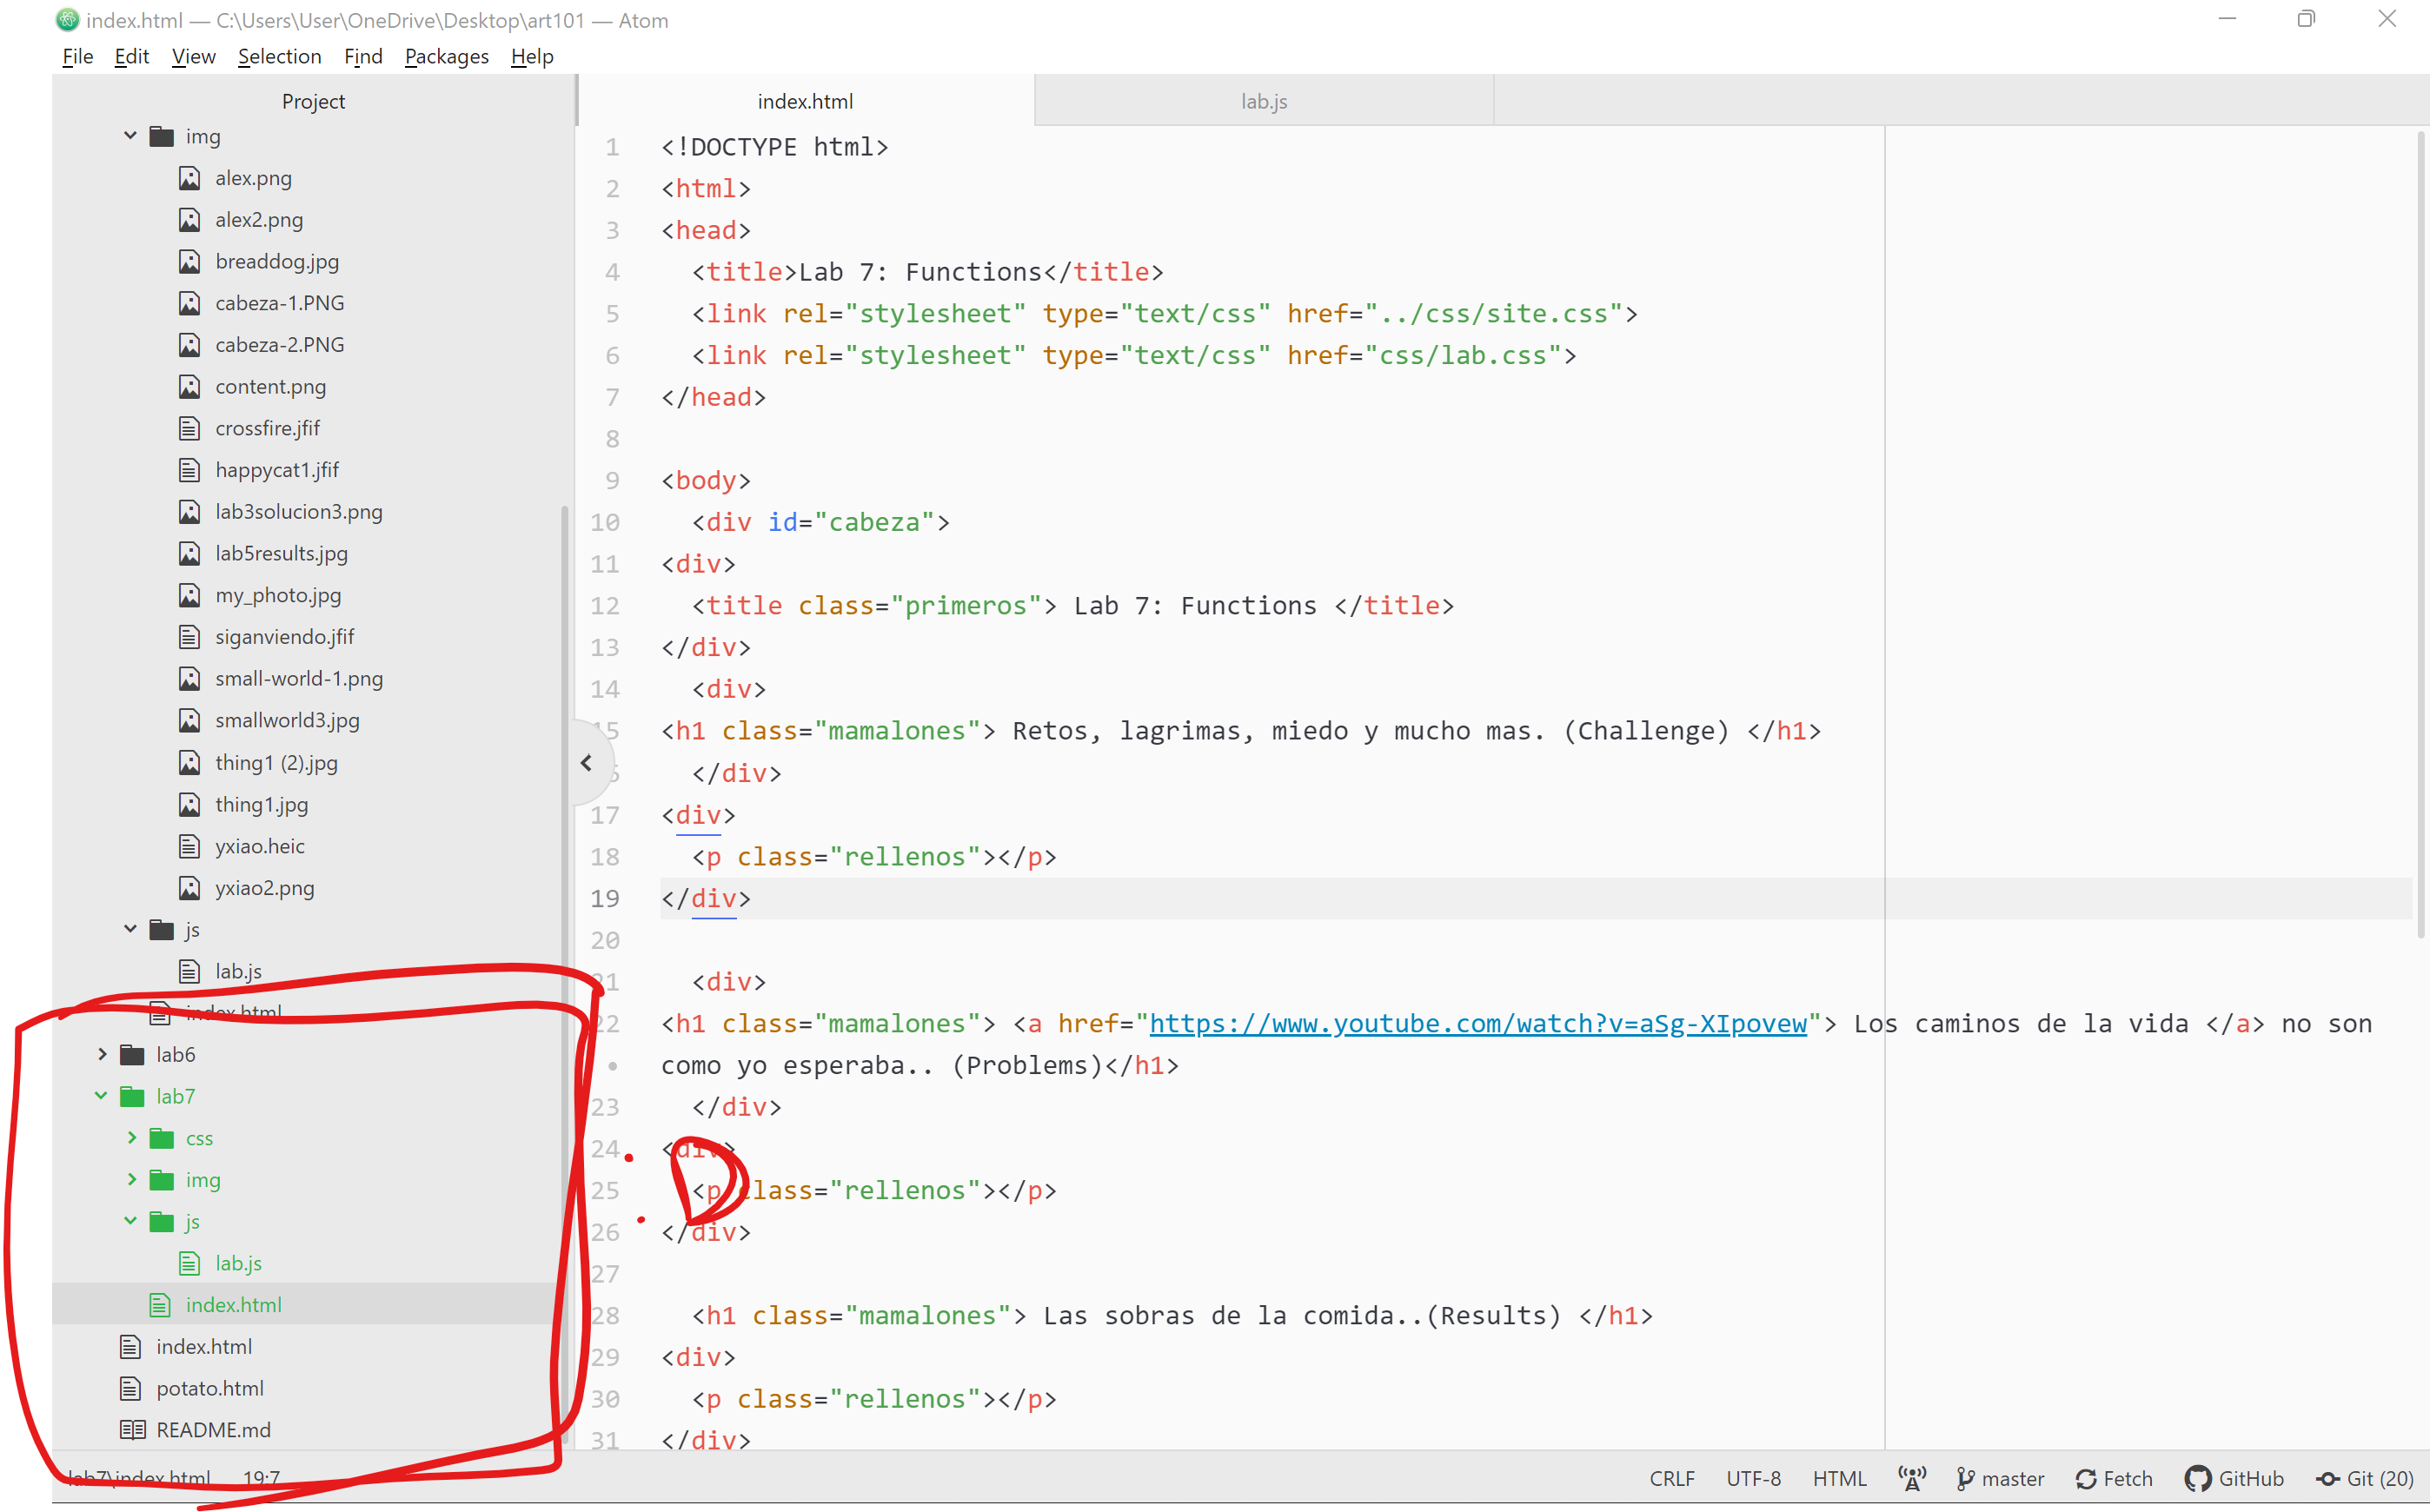 index.html — C:\Users\User\OneDrive\Desktop\art101 — Atom
File Edit View Selection Find Packages Help
Project
img
alex.png
alex2.png
breaddog.jpg
cabeza-1.PNG
cabeza-2.PNG
content.png
crossfire.jfif
happycat1.jfif
lab3solucion3.png
lab5results.jpg
my_photo.jpg
siganviendo.jfif
small-world-1.png
smallworld3.jpg
thing1 (2).jpg
thing1.jpg
yxiao.heic
yxiao2.png
js
lab.js
index.html
lab6
lab7
css
img
js
lab.js
index.html
index.html
potato.html
README.md
index.html lab.js
1 <!DOCTYPE html>
2 <html>
3 <head>
4 <title>Lab 7: Functions</title>
5 <link rel="stylesheet" type="text/css" href="../css/site.css">
6 <link rel="stylesheet" type="text/css" href="css/lab.css">
7 </head>
8
9 <body>
10 <div id="cabeza">
11 <div>
12 <title class="primeros"> Lab 7: Functions </title>
13 </div>
14 <div>
15 <h1 class="mamalones"> Retos, lagrimas, miedo y mucho mas. (Challenge) </h1>
</div>
17 <div>
18 <p class="rellenos"></p>
19 </div>
20
21 <div>
22 <h1 class="mamalones"> <a href="https://www.youtube.com/watch?v=aSg-XIpovew"> Los caminos de la vida </a> no son
• como yo esperaba.. (Problems)</h1>
23 </div>
24 <div>
25 <p class="rellenos"></p>
26 </div>
27
28 <h1 class="mamalones"> Las sobras de la comida..(Results) </h1>
29 <div>
30 <p class="rellenos"></p>
31 </div>
lab7\index.html 19:7 CRLF UTF-8 HTML master Fetch GitHub Git (20)